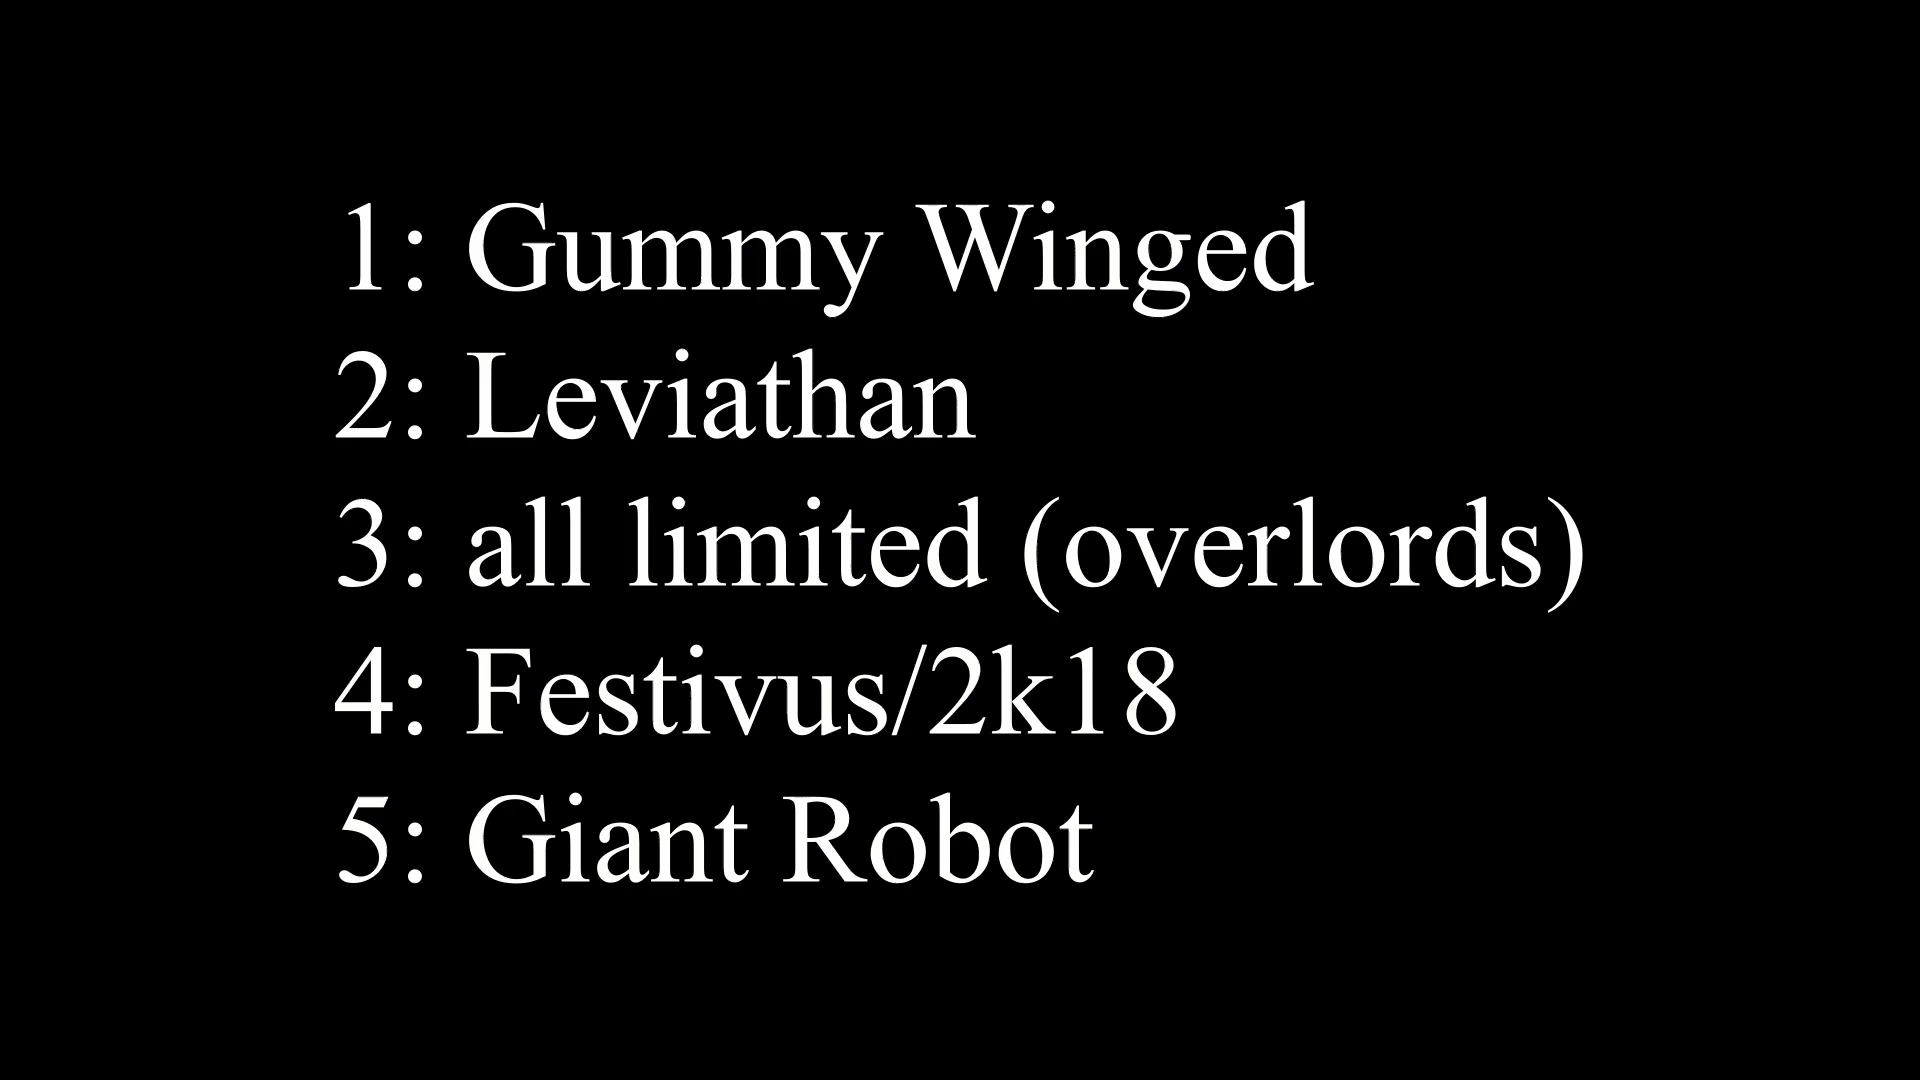 1: Gummy Winged
2: Leviathan
3: all limited (overlords)
4: Festivus/2k18
5: Giant Robot